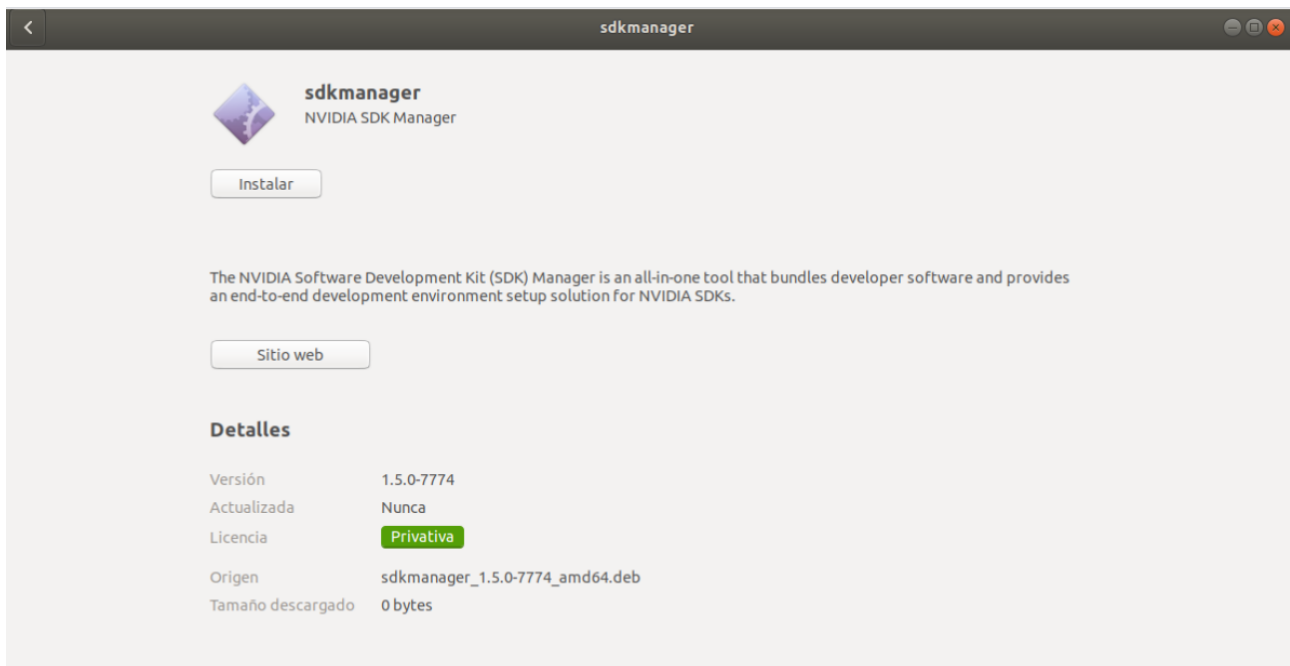 sdkmanager
sdkmanager
NVIDIA SDK Manager
Instalar
The NVIDIA Software Development Kit (SDK) Manager is an all-in-one tool that bundles developer software and provides
an end-to-end development environment setup solution for NVIDIA SDKs.
Sitio web
Detalles
Versión 1.5.0-7774
Actualizada Nunca
Licencia Privativa
Origen sdkmanager_1.5.0-7774_amd64.deb
Tamaño descargado 0 bytes